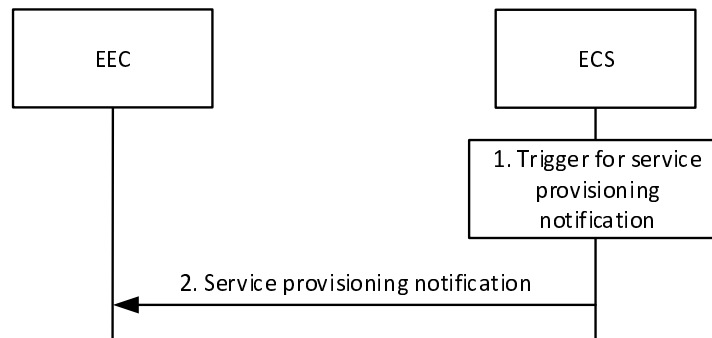 EEC
ECS
1. Trigger for service
provisioning
notification
2. Service provisioning notification